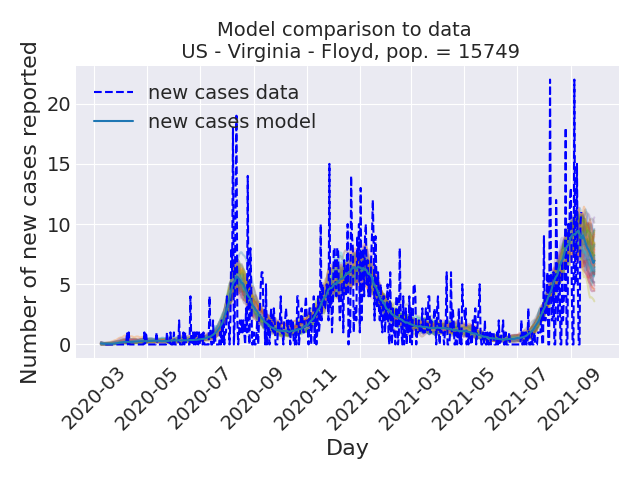 Model comparison to data
US - Virginia - Floyd, pop. = 15749
Number of new cases reported
20
15
10
5
0
new cases data
new cases model
2020-03
2020-05
2020-07
2020-09
2020-11
2021-01
2021-03
2021-05
2021-07
2021-09
Day